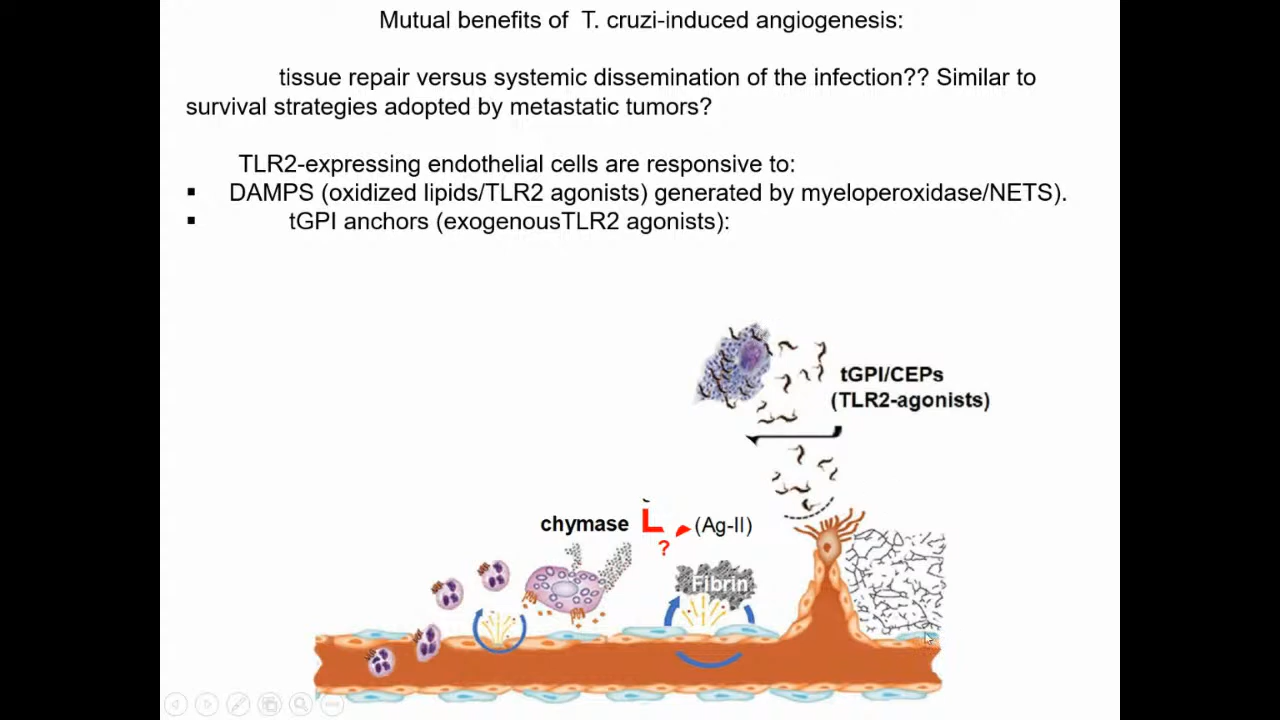 Mutual benefits of T. cruzi-induced angiogenesis:
tissue repair versus systemic dissemination of the infection?? Similar to
survival strategies adopted by metastatic tumors?
TLR2-expressing endothelial cells are responsive to:
▪ DAMPS (oxidized lipids/TLR2 agonists) generated by myeloperoxidase/NETS).
▪ tGPI anchors (exogenousTLR2 agonists):
tGPI/CEPs
(TLR2-agonists)
chymase
(Ag-II)
?
Fibrin